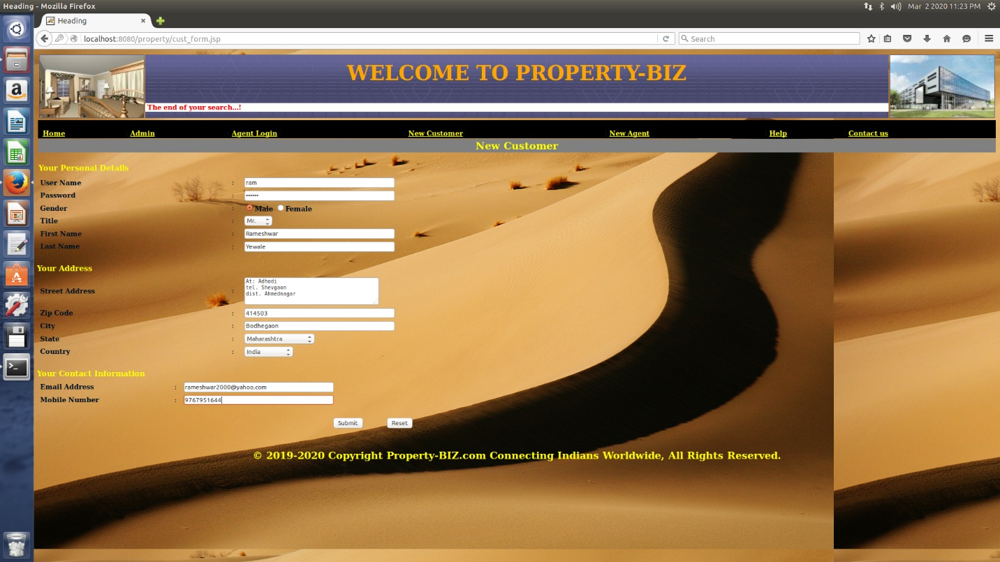 Heading - Mozilla Firefox
Mar 2 2020 11:23 PM
Heading
localhost:8080/property/cust_form.jsp
Search
WELCOME TO PROPERTY-BIZ
The end of your search...!
Home Admin Agent Login New Customer New Agent Help Contact us
New Customer
Your Personal Details
User Name : ram
Password : ••••••
Gender : Male Female
Title : Mr.
First Name : Rameshwar
Last Name : Yewale
Your Address
Street Address : At: Adhodi
tel. Shevgaon
dist. Ahmednagar
Zip Code : 414503
City : Bodhegaon
State : Maharashtra
Country : India
Your Contact Information
Email Address : rameshwar2000@yahoo.com
Mobile Number : 9767951644
Submit Reset
© 2019-2020 Copyright Property-BIZ.com Connecting Indians Worldwide, All Rights Reserved.